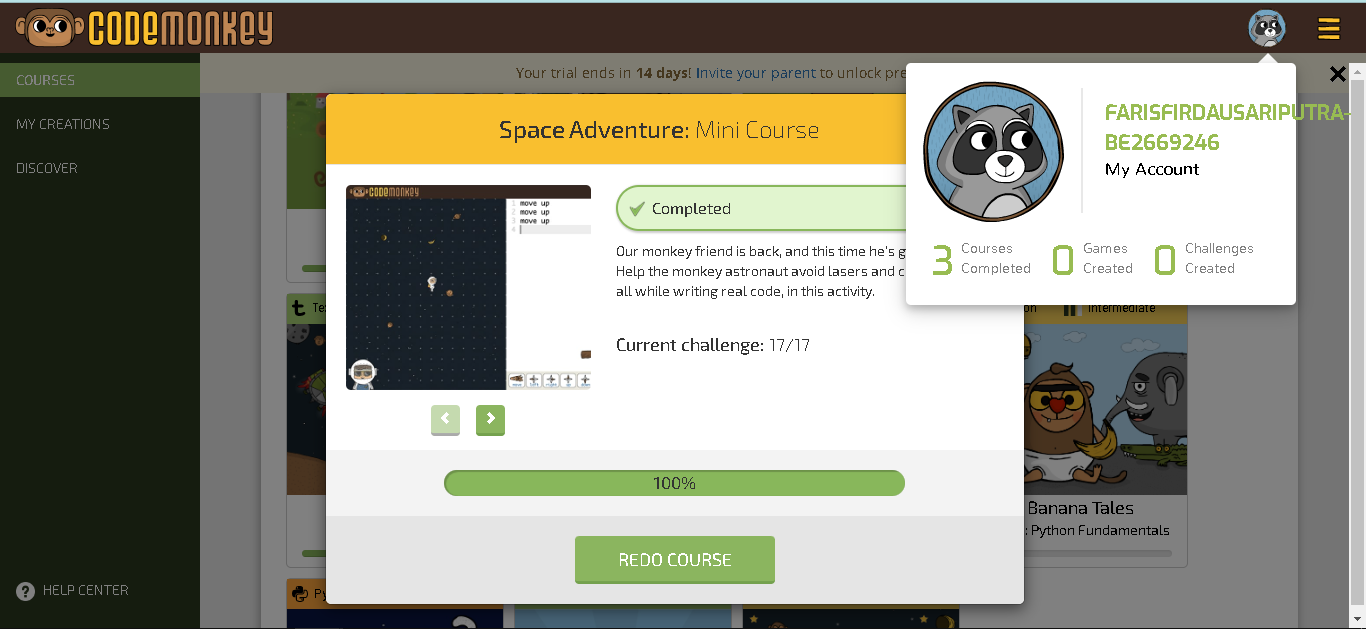 CODEMONKEY
COURSES
MY CREATIONS
DISCOVER
HELP CENTER
Your trial ends in 14 days! Invite your parent to unlock pre
Space Adventure: Mini Course
CODEMONKEY
1 move up
2 move up
3 move up
4
Completed
Our monkey friend is back, and this time he's g
Help the monkey astronaut avoid lasers and c
all while writing real code, in this activity.
Current challenge: 17/17
100%
REDO COURSE
FARISFIRDAUSARIPUTRA-
BE2669246
My Account
3 Courses Completed
0 Games Created
0 Challenges Created
Intermediate
Banana Tales
: Python Fundamentals